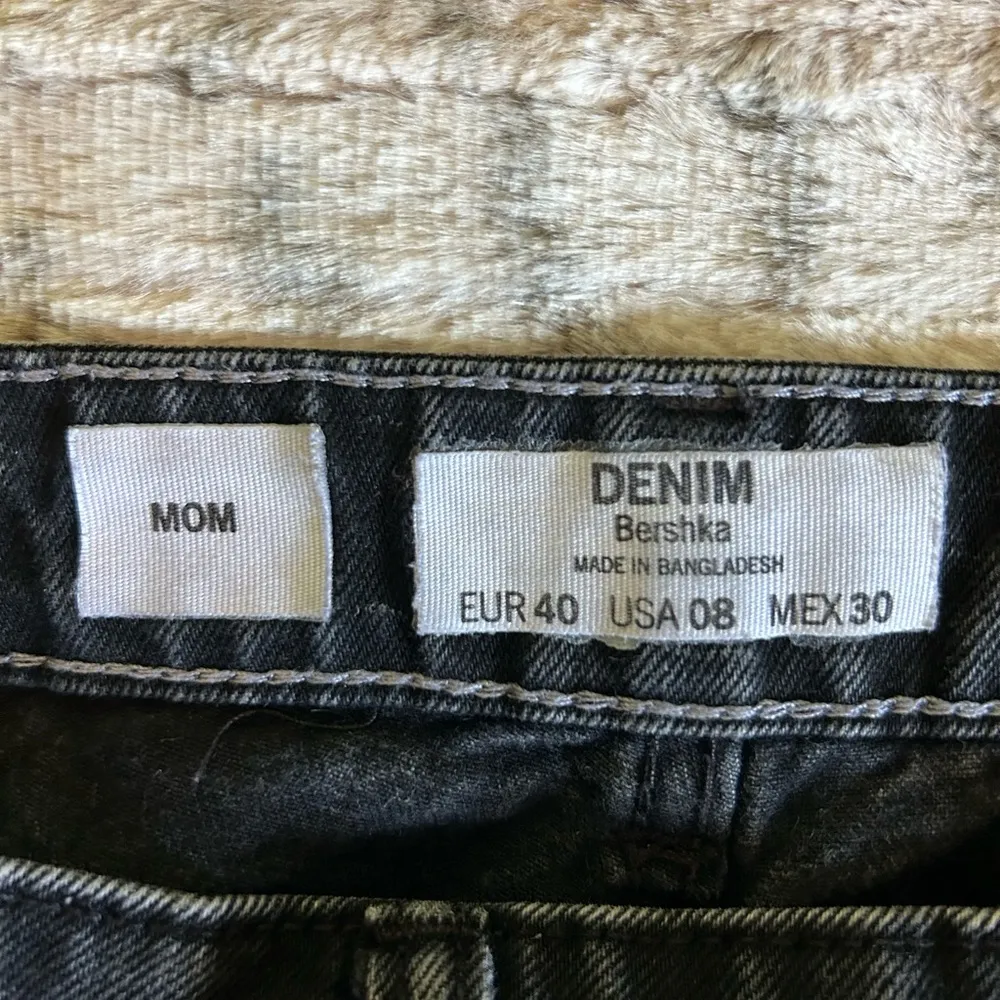 MOM
DENIM
Bershka
MADE IN BANGLADESH
EUR 40 USA 08 MEX 30